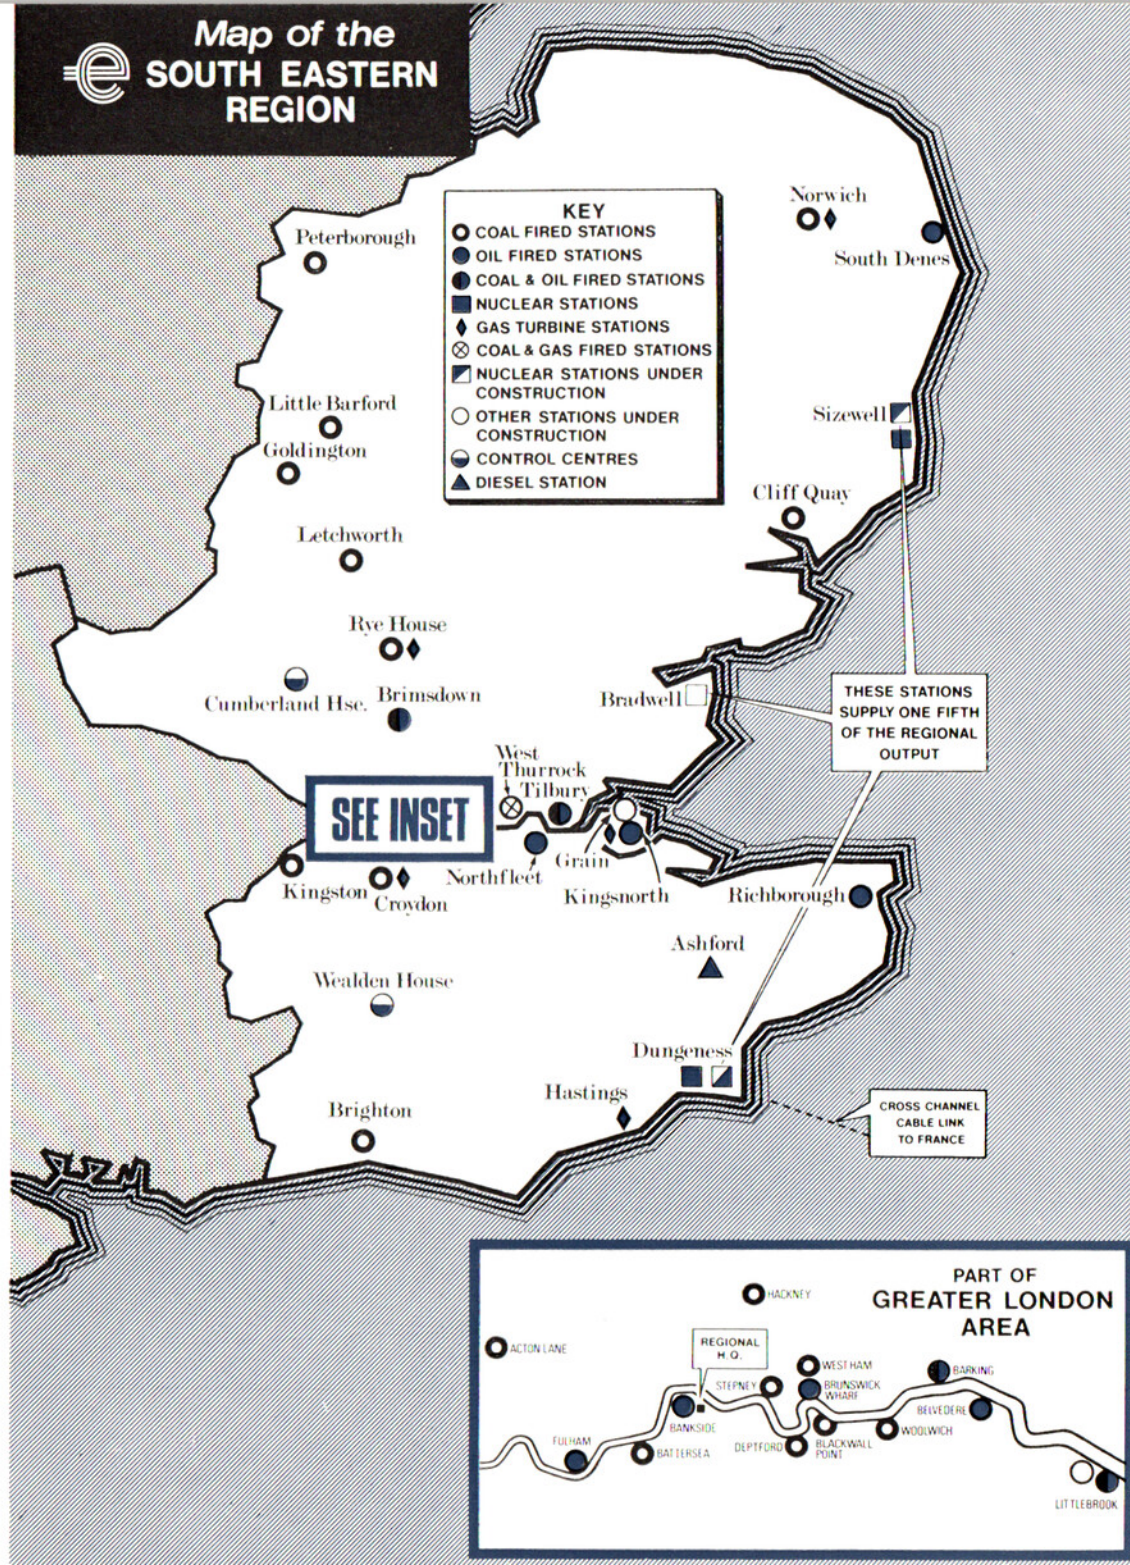 Map of the
SOUTH EASTERN
REGION
KEY
COAL FIRED STATIONS
OIL FIRED STATIONS
COAL & OIL FIRED STATIONS
NUCLEAR STATIONS
GAS TURBINE STATIONS
COAL & GAS FIRED STATIONS
NUCLEAR STATIONS UNDER
CONSTRUCTION
OTHER STATIONS UNDER
CONSTRUCTION
CONTROL CENTRES
DIESEL STATION
Norwich
South Denes
Peterborough
Little Barford
Goldington
Sizewell
Cliff Quay
Letchworth
Rye House
Cumberland Hse.
Brimsdown
Bradwell
THESE STATIONS
SUPPLY ONE FIFTH
OF THE REGIONAL
OUTPUT
West
Thurrock
Tilbury
SEE INSET
Grain
Northfleet
Kingsnorth
Kingston
Croydon
Richborough
Ashford
Wealden House
Dungeness
Hastings
Brighton
CROSS CHANNEL
CABLE LINK
TO FRANCE
PART OF
GREATER LONDON
AREA
HACKNEY
ACTON LANE
REGIONAL
H.Q.
WEST HAM
STEPNEY
BRUNSWICK
WHARF
BARKING
BELVEDERE
BANKSIDE
FULHAM
BATTERSEA
DEPTFORD
BLACKWALL
POINT
WOOLWICH
LITTLEBROOK